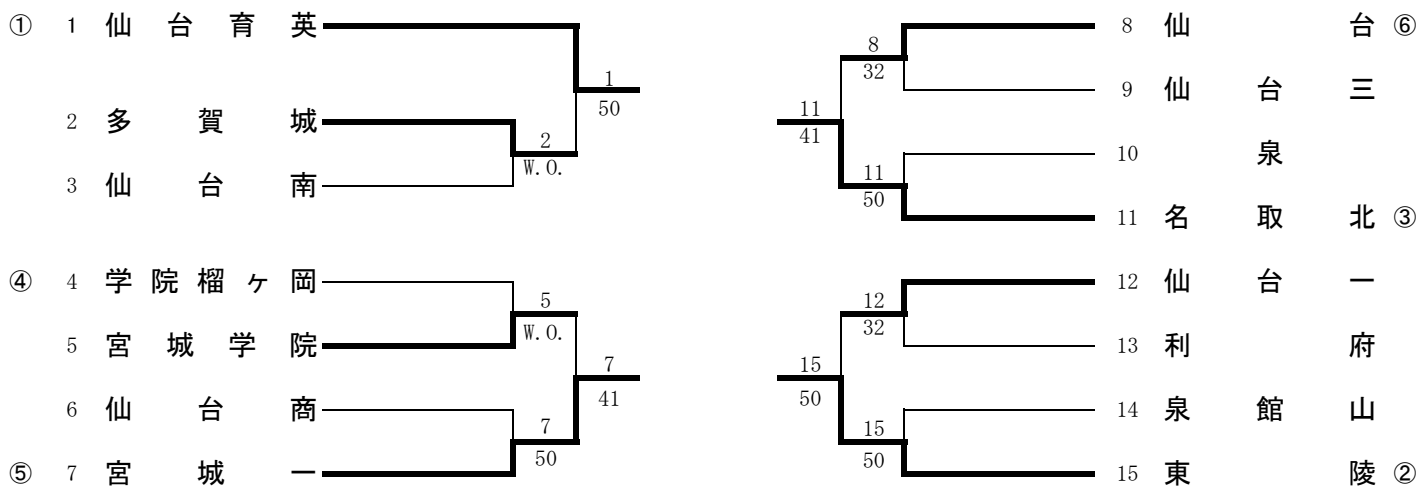 ① 1 仙台育英
1
50
2 多賀城
2
W.O.
3 仙台南
④ 4 学院榴ヶ岡
5
W.O.
5 宮城学院
7
41
6 仙台商
7
50
⑤ 7 宮城一
8 仙台 ⑥
8
32
9 仙台三
11
41
10 泉
11
50
11 名取北 ③
12 仙台一
12
32
13 利府
15
50
14 泉館山
15
50
15 東陵 ②